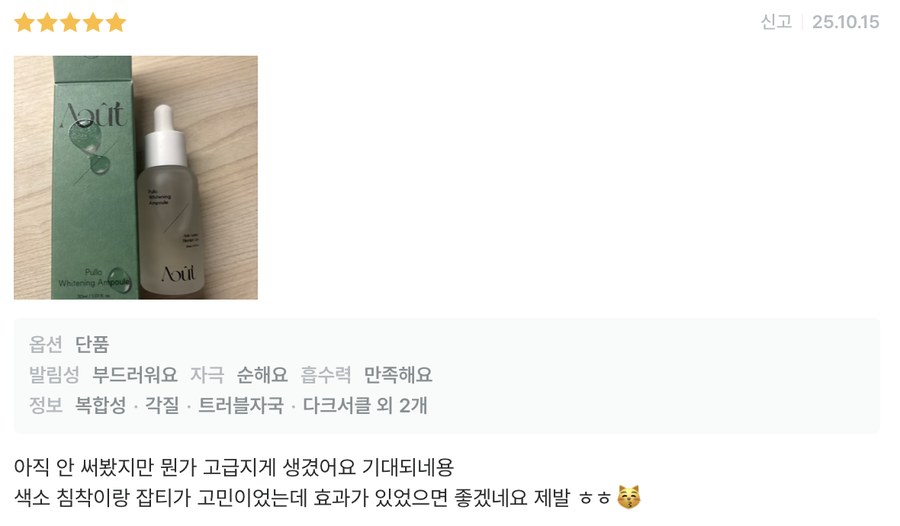 신고 25.10.15
Août
Pullo
Whitening
Ampoule
Août
Pullo
Whitening Ampoule
옵션 단품
발림성 부드러워요 자극 순해요 흡수력 만족해요
정보 복합성 · 각질 · 트러블자국 · 다크서클 외 2개
아직 안 써봤지만 뭔가 고급지게 생겼어요 기대되네용
색소 침착이랑 잡티가 고민이었는데 효과가 있었으면 좋겠네요 제발 ㅎㅎ😽